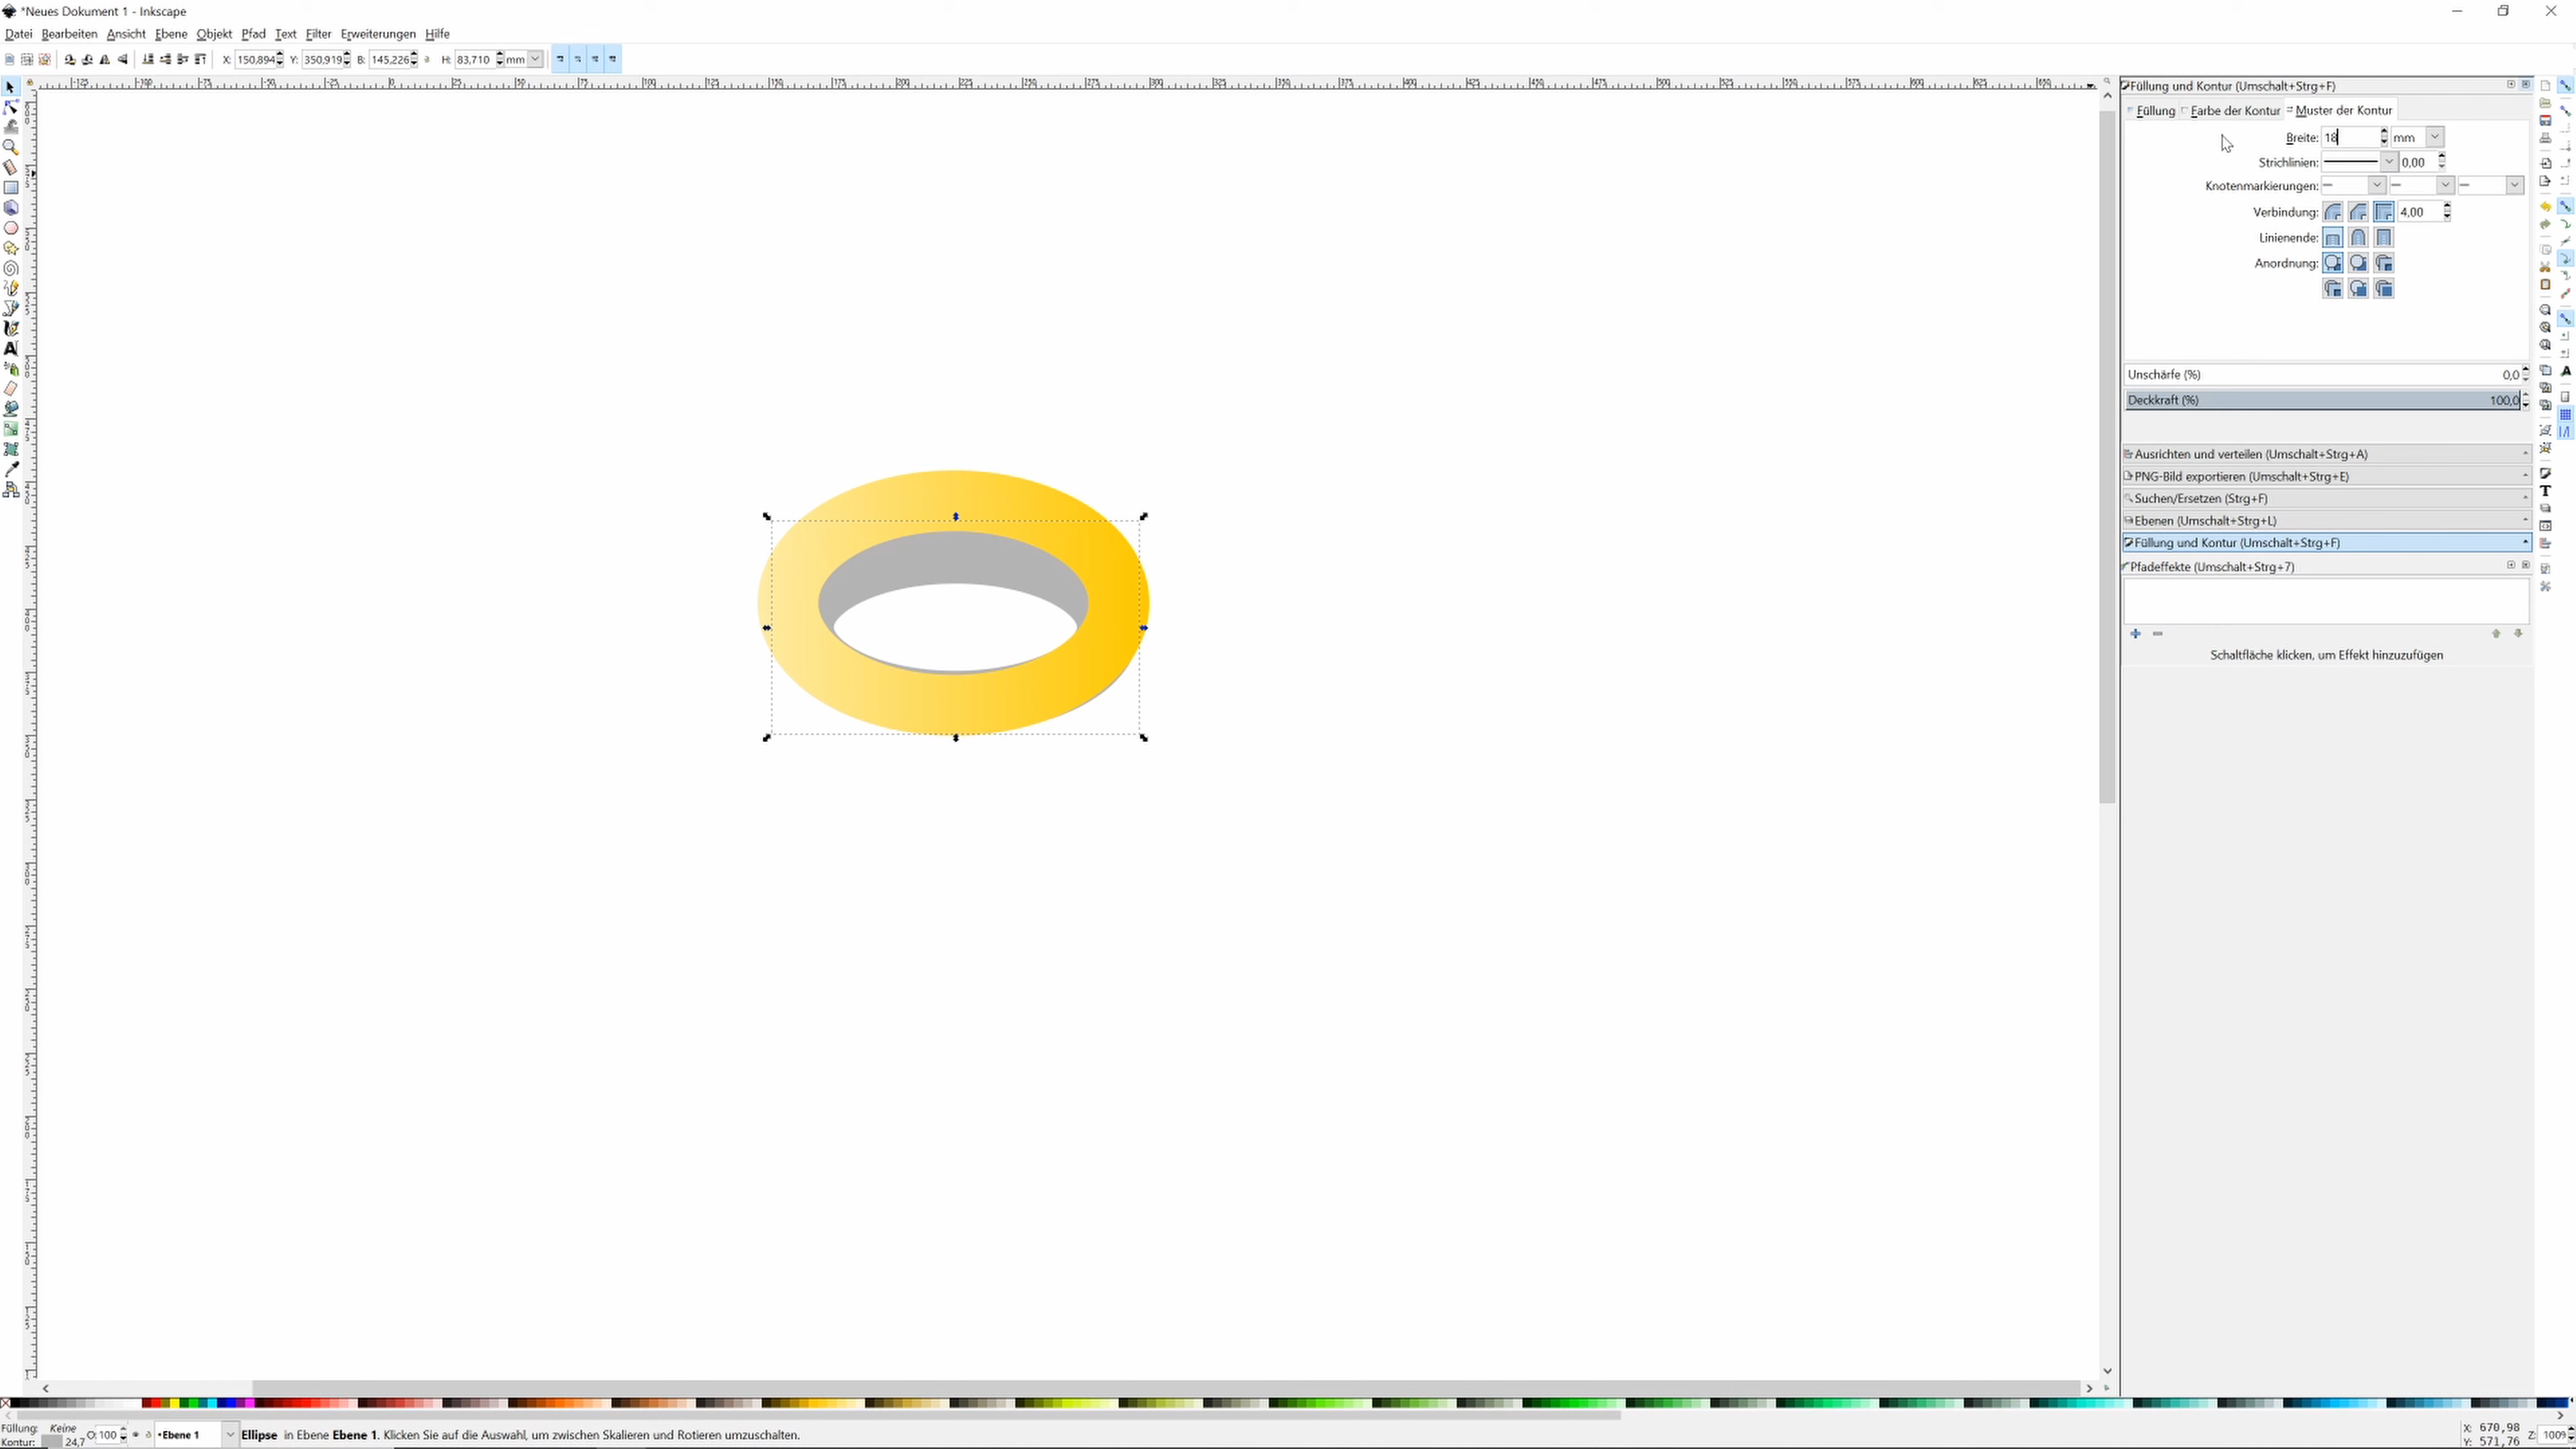 *Neues Dokument 1 - Inkscape
Datei Bearbeiten Ansicht Ebene Objekt Pfad Text Filter Erweiterungen Hilfe
X: 150,894 Y: 350,919 B: 145,226 H: 83,710 mm
Füllung und Kontur (Umschalt+Strg+F)
Füllung Farbe der Kontur Muster der Kontur
Breite: 18 mm
Strichlinien: 0,00
Knotenmarkierungen:
Verbindung: 4,00
Linienende:
Anordnung:
Unschärfe (%) 0,0
Deckkraft (%) 100,0
Ausrichten und verteilen (Umschalt+Strg+A)
PNG-Bild exportieren (Umschalt+Strg+E)
Suchen/Ersetzen (Strg+F)
Ebenen (Umschalt+Strg+L)
Füllung und Kontur (Umschalt+Strg+F)
Pfadeffekte (Umschalt+Strg+7)
Schaltfläche klicken, um Effekt hinzuzufügen
Füllung: Keine
Kontur: 24,7 O: 100 •Ebene 1 Ellipse in Ebene Ebene 1. Klicken Sie auf die Auswahl, um zwischen Skalieren und Rotieren umzuschalten.
X: 670,98
Y: 571,76
Z: 100%